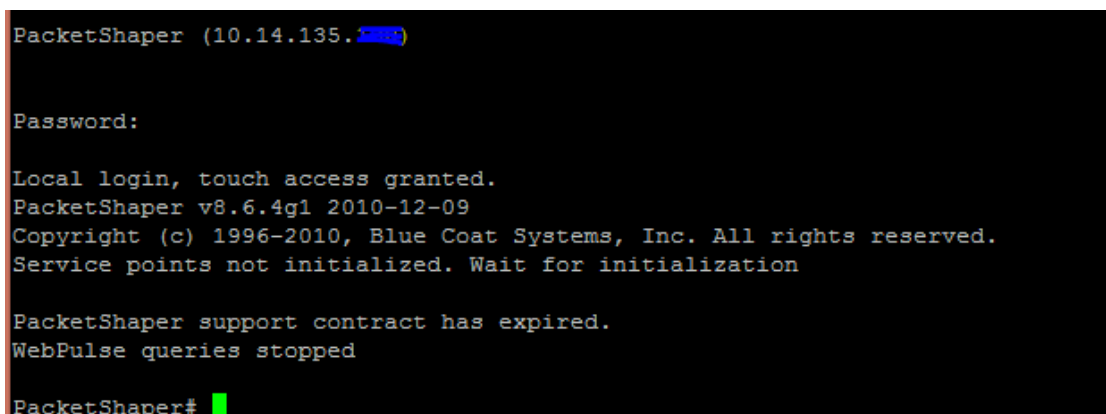 PacketShaper (10.14.135.
Password:
Local login, touch access granted.
PacketShaper v8.6.4g1 2010-12-09
Copyright (c) 1996-2010, Blue Coat Systems, Inc. All rights reserved.
Service points not initialized. Wait for initialization
PacketShaper support contract has expired.
WebPulse queries stopped
PacketShaper#